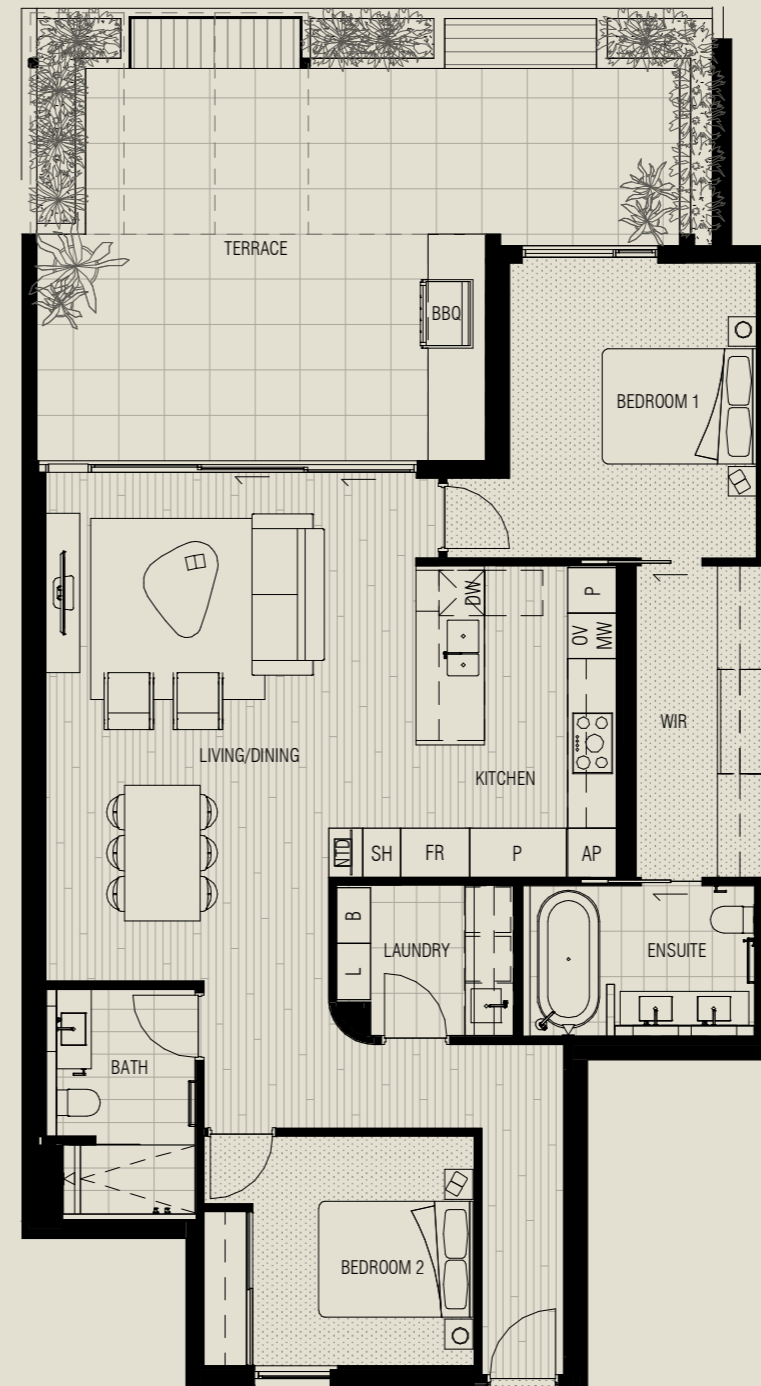 TERRACE
BBQ
BEDROOM 1
DW
P
OV
MW
WIR
LIVING/DINING
KITCHEN
NTD
SH
FR
P
AP
B
L
LAUNDRY
ENSUITE
BATH
BEDROOM 2